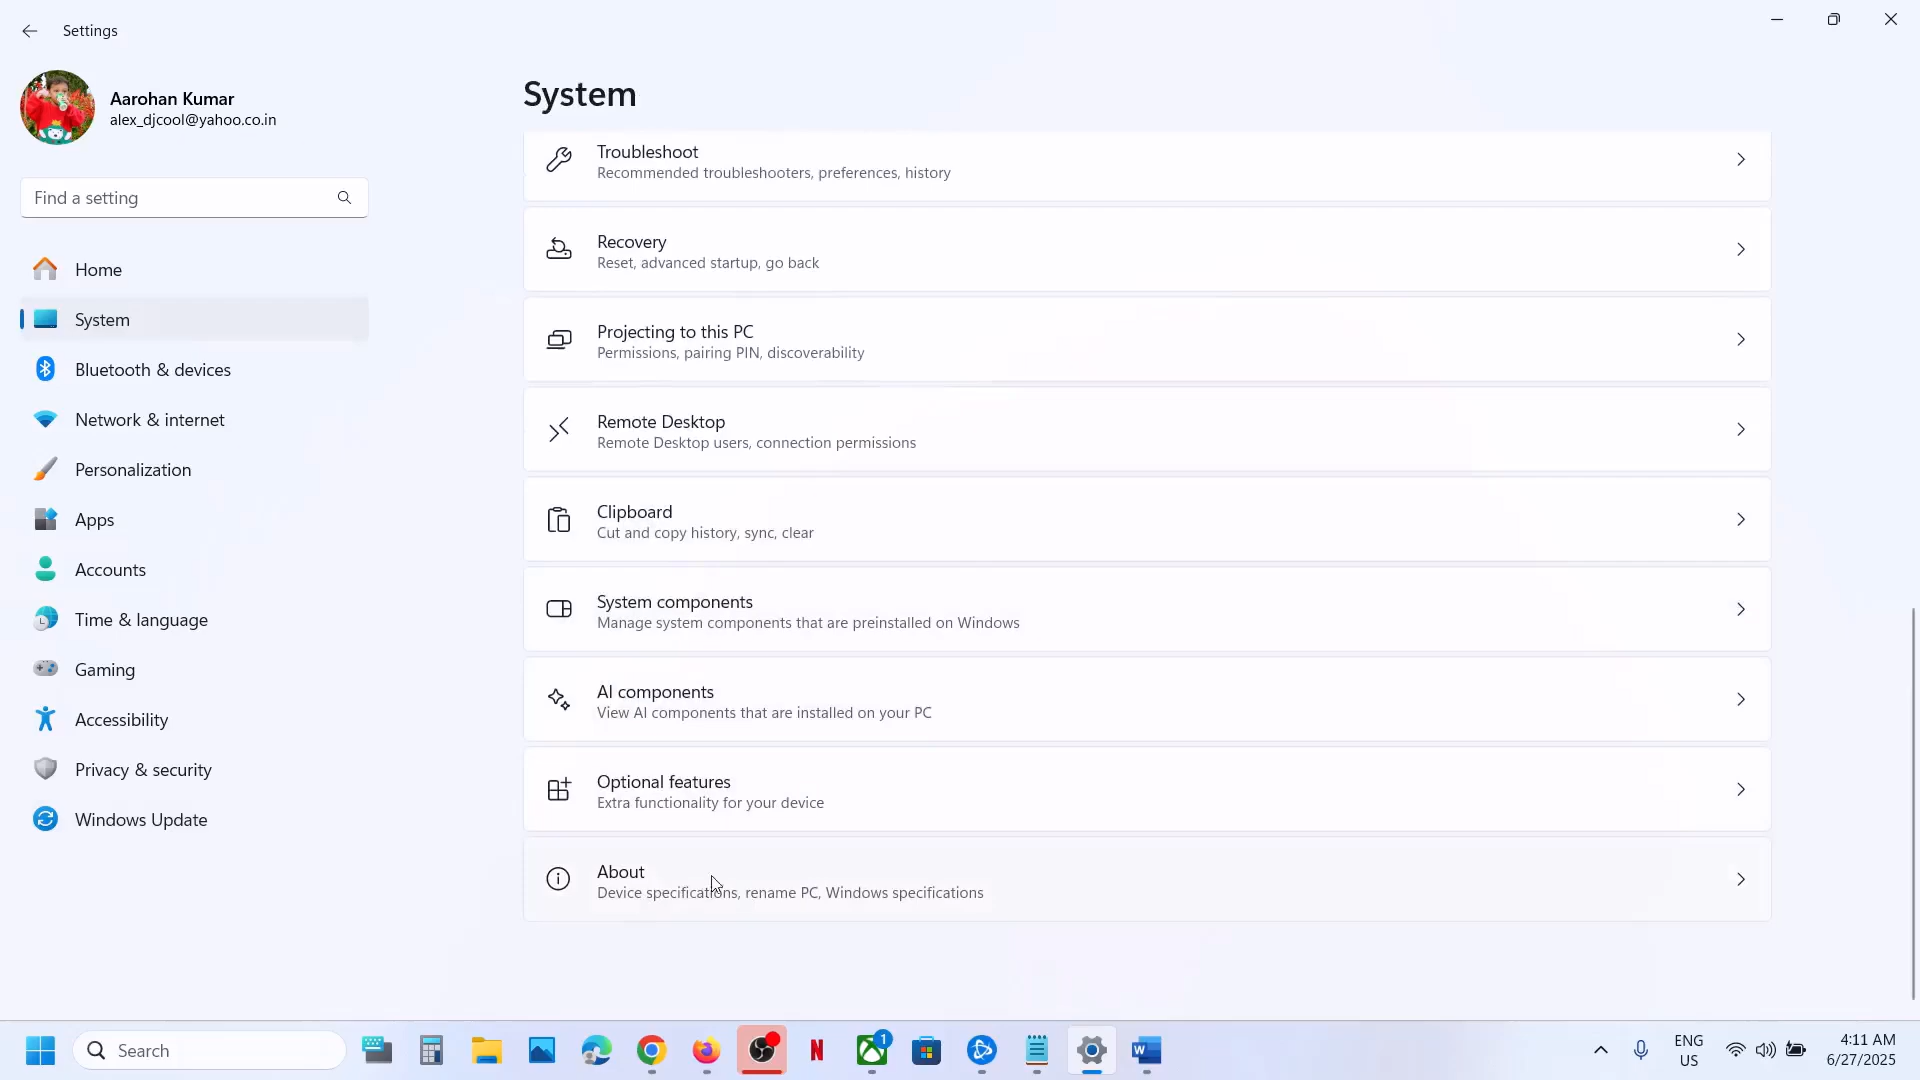 Settings
Aarohan Kumar
alex_djcool@yahoo.co.in
Find a setting
Home
System
Bluetooth & devices
Network & internet
Personalization
Apps
Accounts
Time & language
Gaming
Accessibility
Privacy & security
Windows Update
System
Troubleshoot
Recommended troubleshooters, preferences, history
Recovery
Reset, advanced startup, go back
Projecting to this PC
Permissions, pairing PIN, discoverability
Remote Desktop
Remote Desktop users, connection permissions
Clipboard
Cut and copy history, sync, clear
System components
Manage system components that are preinstalled on Windows
AI components
View AI components that are installed on your PC
Optional features
Extra functionality for your device
About
Device specifications, rename PC, Windows specifications
Search
N
1
W
ENG
US
4:11 AM
6/27/2025